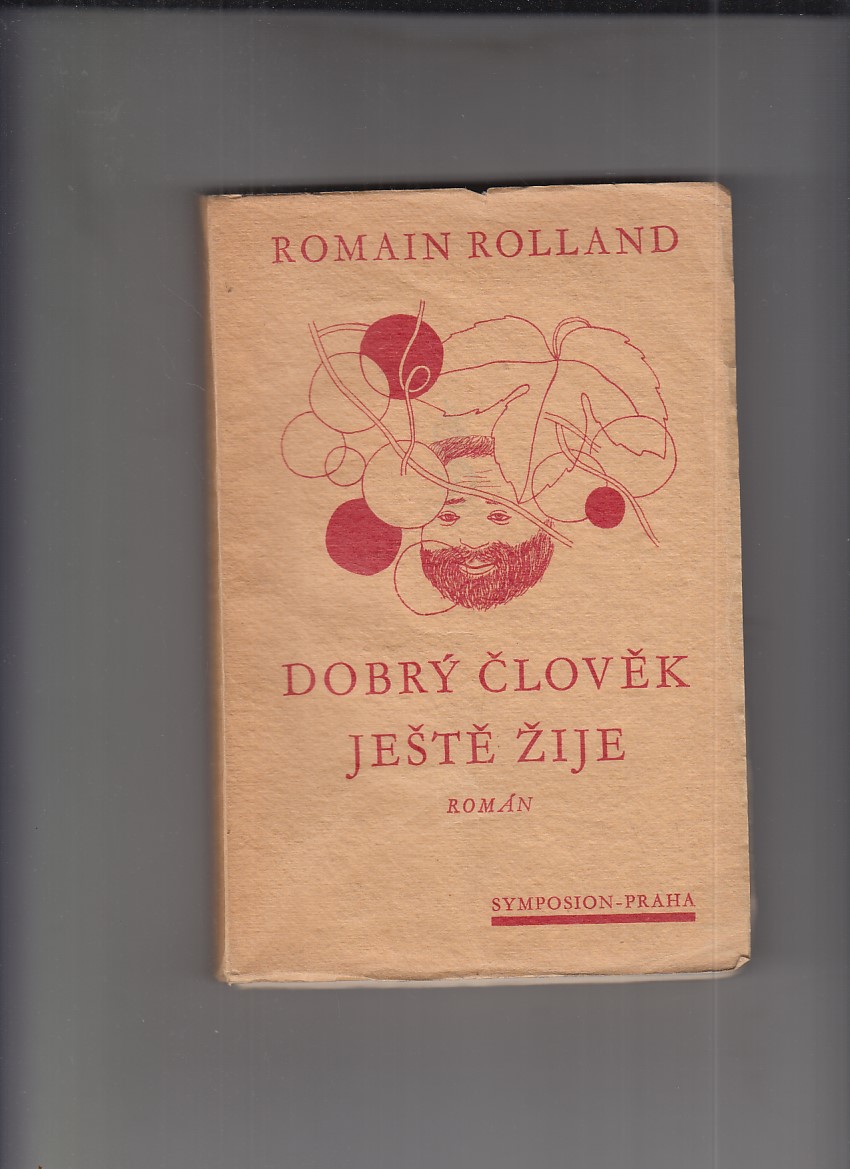 ROMAIN ROLLAND
DOBRÝ ČLOVĚK
JEŠTĚ ŽIJE
ROMÁN
SYMPOSION-PRAHA